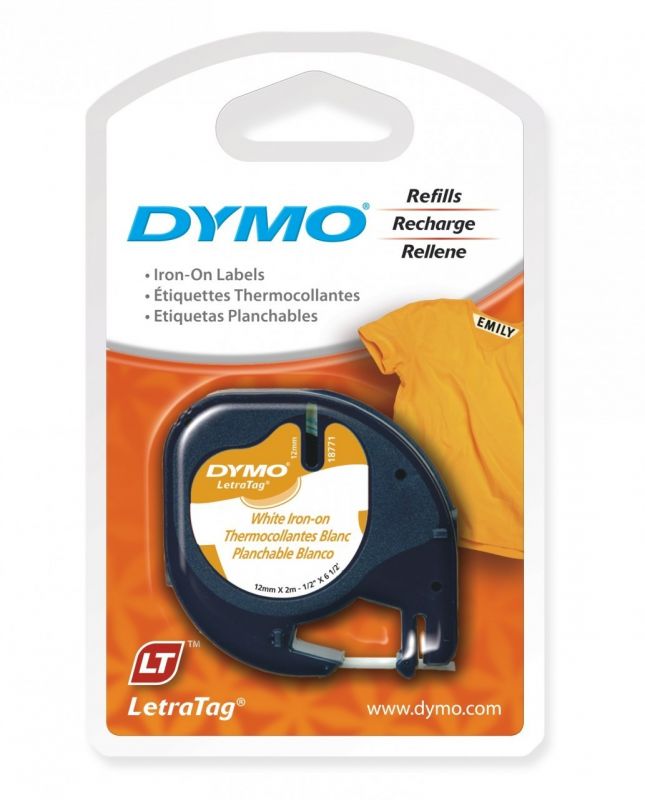 DYMO®
Refills
Recharge
Rellene
• Iron-On Labels
• Étiquettes Thermocollantes
• Etiquetas Planchables
EMILY
12mm
18771
DYMO®
LetraTag®
White Iron-on
Thermocollantes Blanc
Planchable Blanco
12mm X 2m - 1/2" X 6 1/2'
LT™
LetraTag®
www.dymo.com